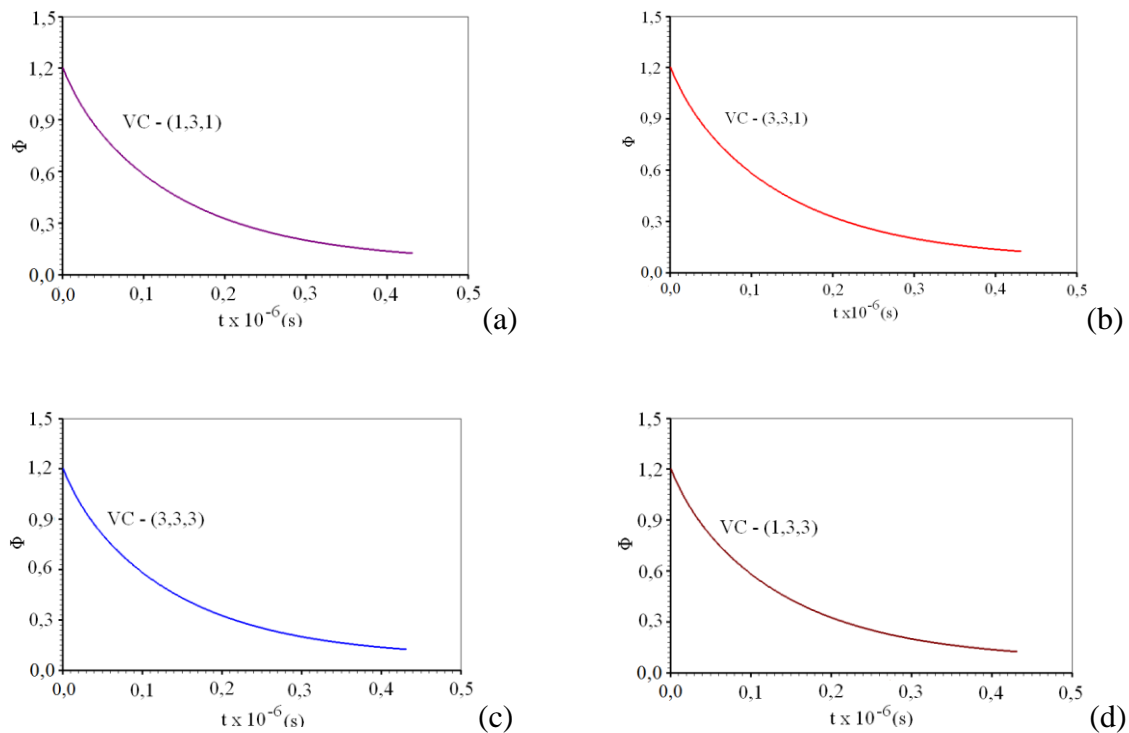 1,5
1,2
0,9
0,6
0,3
0,0
Φ
VC - (1,3,1)
0,0 0,1 0,2 0,3 0,4 0,5
t x 10⁻⁶(s)
(a)
1,5
1,2
0,9
0,6
0,3
0,0
Φ
VC - (3,3,1)
0,0 0,1 0,2 0,3 0,4 0,5
t x10⁻⁶(s)
(b)
1,5
1,2
0,9
0,6
0,3
0,0
Φ
VC - (3,3,3)
0,0 0,1 0,2 0,3 0,4 0,5
t x 10⁻⁶(s)
(c)
1,5
1,2
0,9
0,6
0,3
0,0
Φ
VC - (1,3,3)
0,0 0,1 0,2 0,3 0,4 0,5
t x 10⁻⁶(s)
(d)